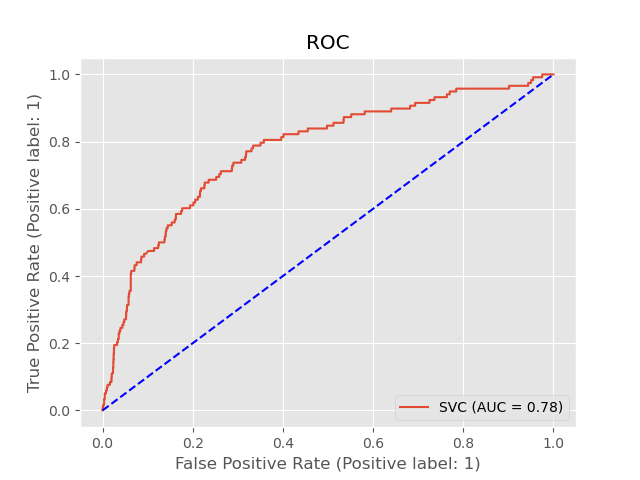 ROC
True Positive Rate (Positive label: 1)
1.0
0.8
0.6
0.4
0.2
0.0
SVC (AUC = 0.78)
0.0 0.2 0.4 0.6 0.8 1.0
False Positive Rate (Positive label: 1)